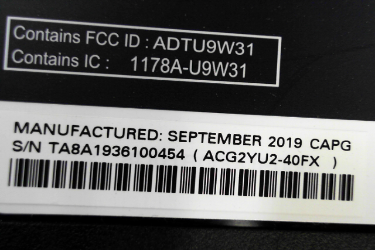 Contains FCC ID : ADTU9W31
Contains IC : 1178A-U9W31
MANUFACTURED: SEPTEMBER 2019 CAPG
S/N TA8A1936100454 ( ACG2YU2-40FX )